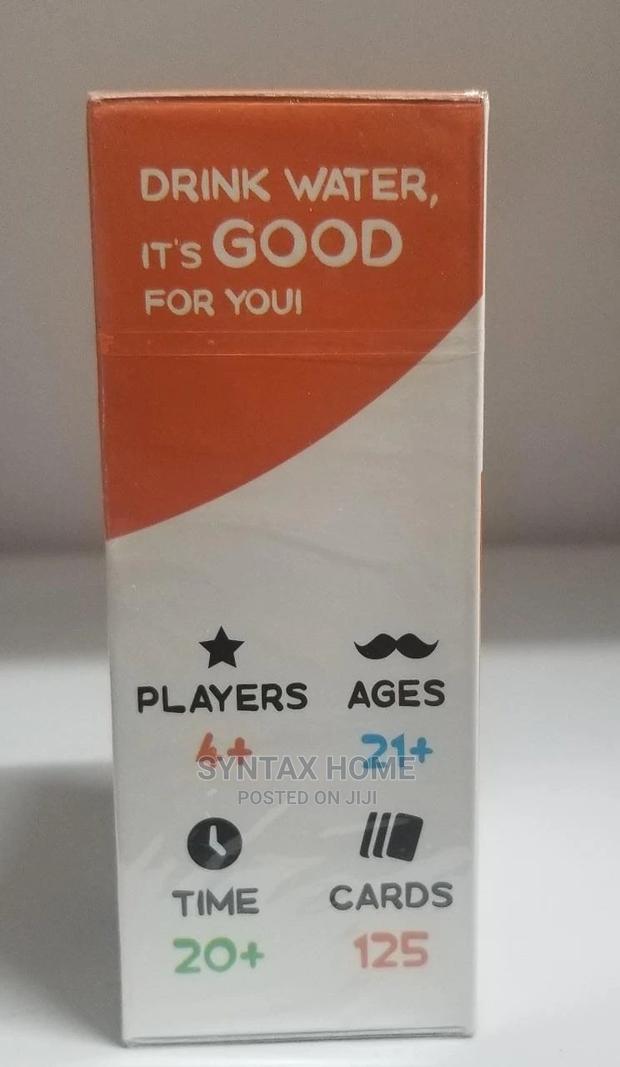 DRINK WATER,
IT'S GOOD
FOR YOU!
PLAYERS AGES
4+ 21+
SYNTAX HOME
POSTED ON JIJI
TIME CARDS
20+ 125